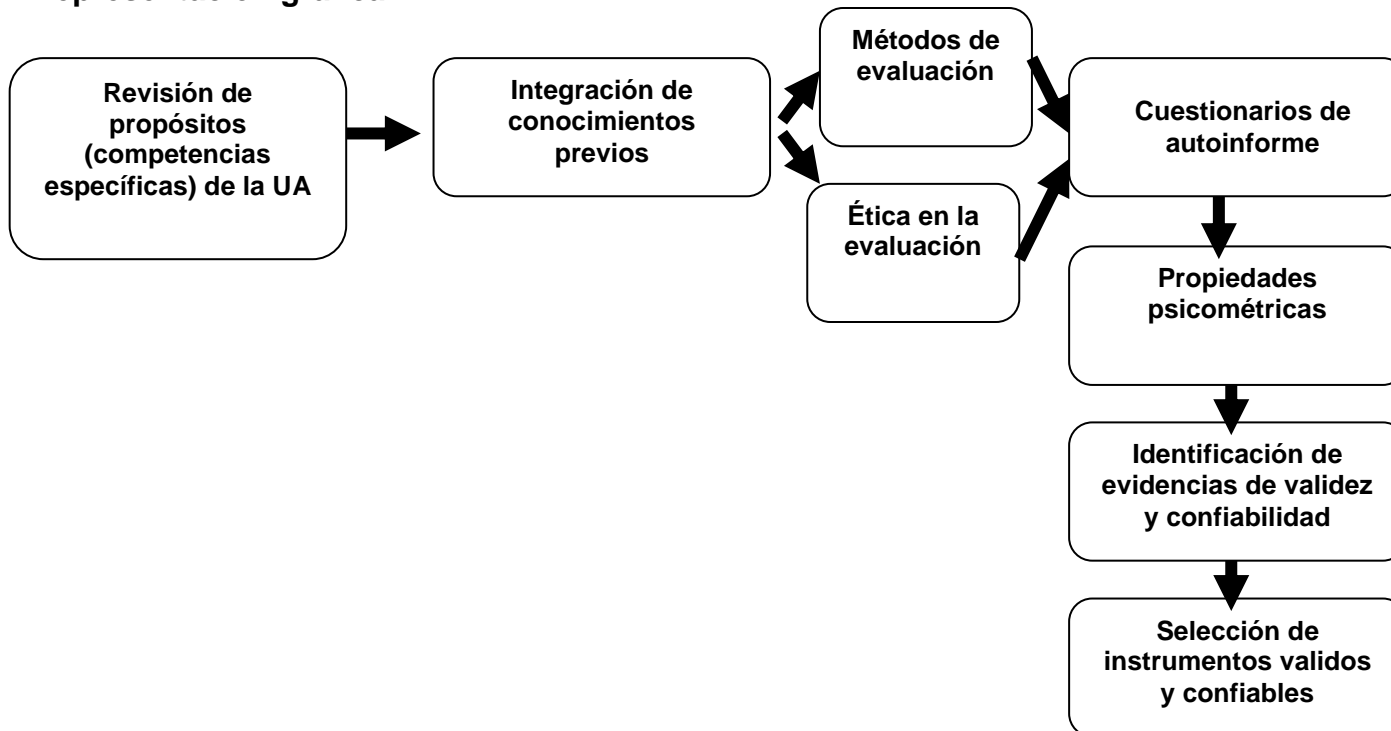 Revisión de
propósitos
(competencias
específicas) de la UA
Integración de
conocimientos
previos
Métodos de
evaluación
Ética en la
evaluación
Cuestionarios de
autoinforme
Propiedades
psicométricas
Identificación de
evidencias de validez
y confiabilidad
Selección de
instrumentos validos
y confiables